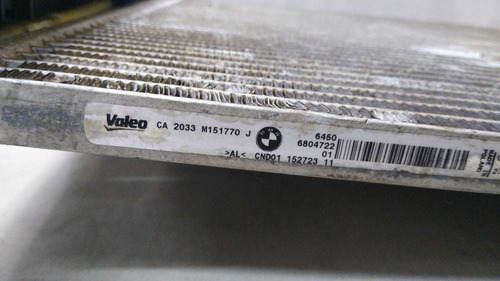 Valeo CA 2033 M151770 J
6450
6804722
01
>AL< CND01 152723 11